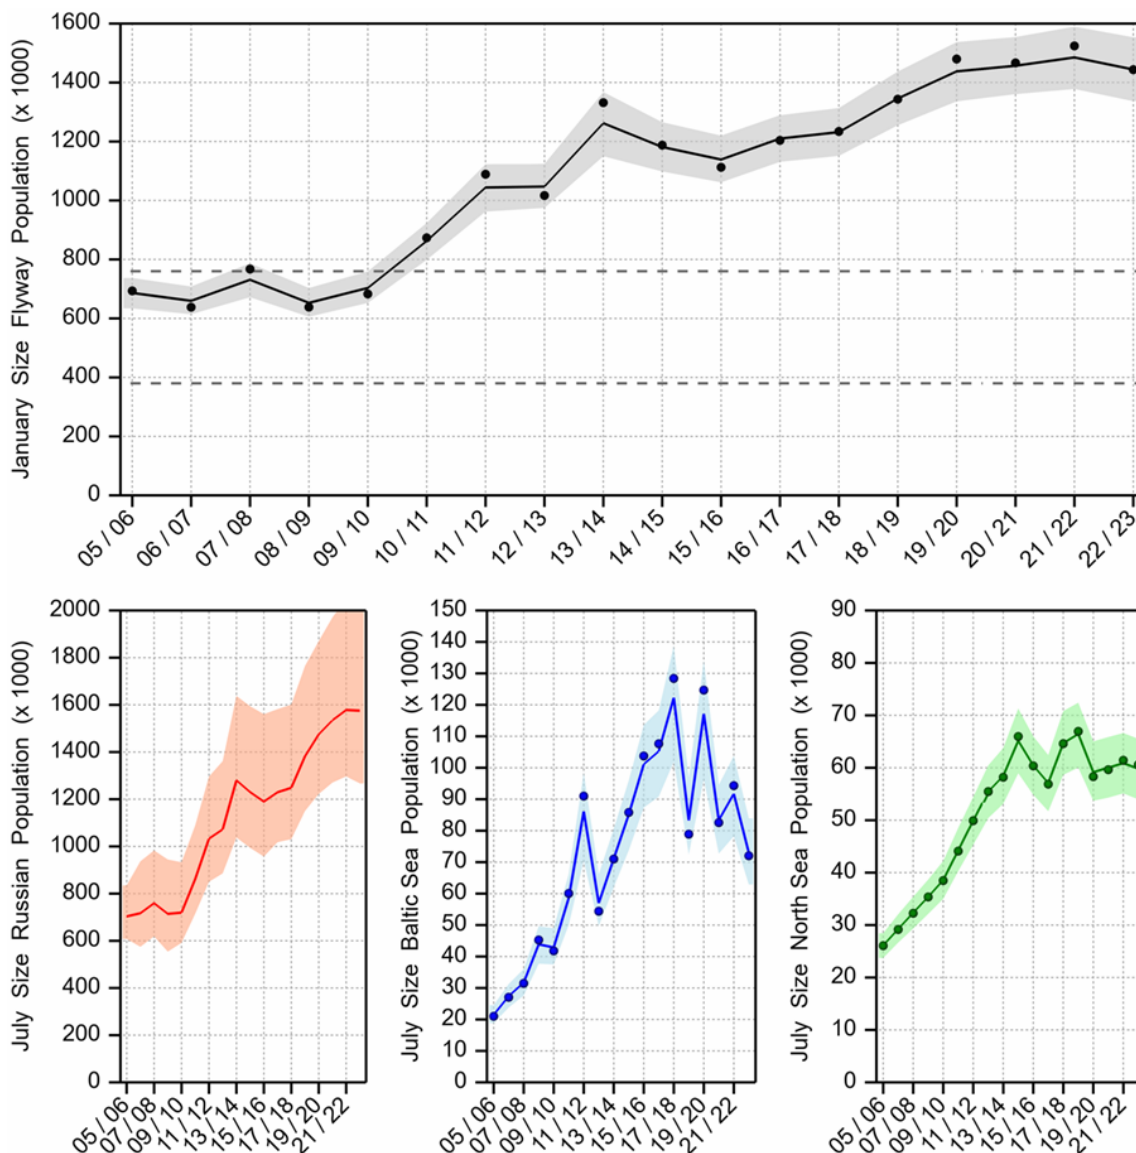 January Size Flyway Population (x 1000)
1600
1400
1200
1000
800
600
400
200
0
05 / 06
06 / 07
07 / 08
08 / 09
09 / 10
10 / 11
11 / 12
12 / 13
13 / 14
14 / 15
15 / 16
16 / 17
17 / 18
18 / 19
19 / 20
20 / 21
21 / 22
22 / 23
July Size Russian Population (x 1000)
2000
1800
1600
1400
1200
1000
800
600
400
200
0
05 / 06
07 / 08
09 / 10
11 / 12
13 / 14
15 / 16
17 / 18
19 / 20
21 / 22
July Size Baltic Sea Population (x 1000)
150
140
130
120
110
100
90
80
70
60
50
40
30
20
10
0
05 / 06
07 / 08
09 / 10
11 / 12
13 / 14
15 / 16
17 / 18
19 / 20
21 / 22
July Size North Sea Population (x 1000)
90
80
70
60
50
40
30
20
10
0
05 / 06
07 / 08
09 / 10
11 / 12
13 / 14
15 / 16
17 / 18
19 / 20
21 / 22